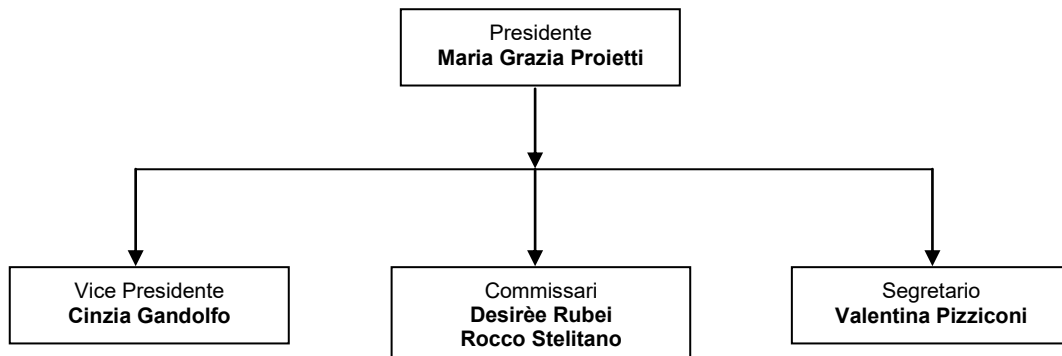 Presidente
Maria Grazia Proietti
Vice Presidente
Cinzia Gandolfo
Commissari
Desirèe Rubei
Rocco Stelitano
Segretario
Valentina Pizziconi